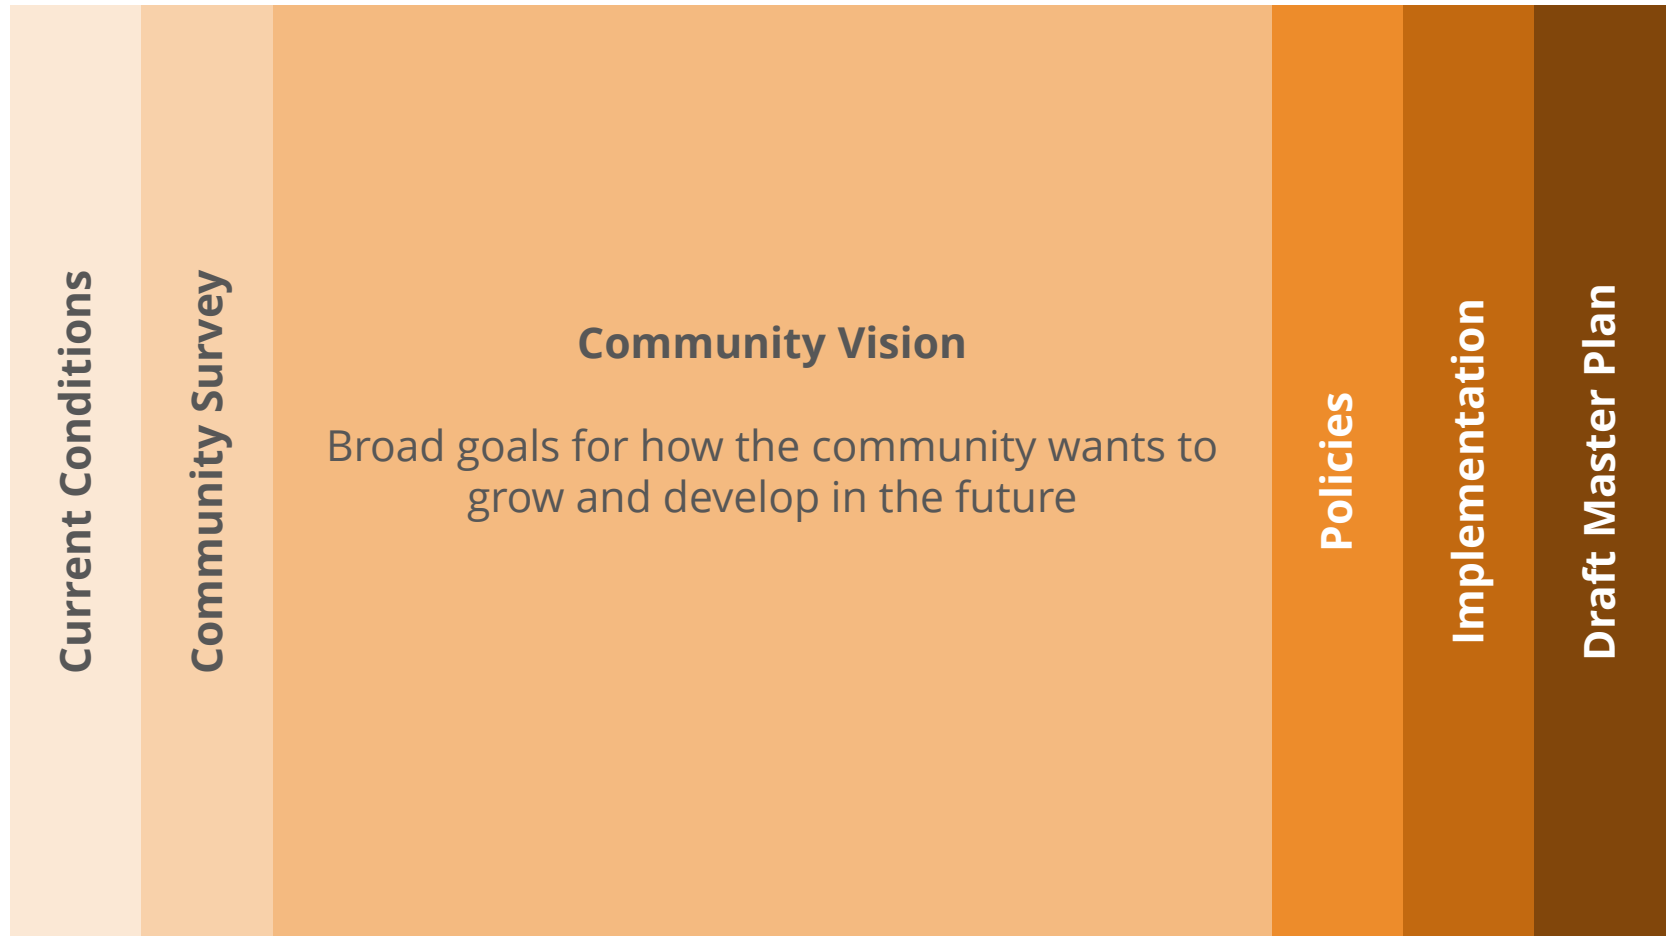 Current Conditions
Community Survey
Community Vision
Broad goals for how the community wants to
grow and develop in the future
Policies
Implementation
Draft Master Plan